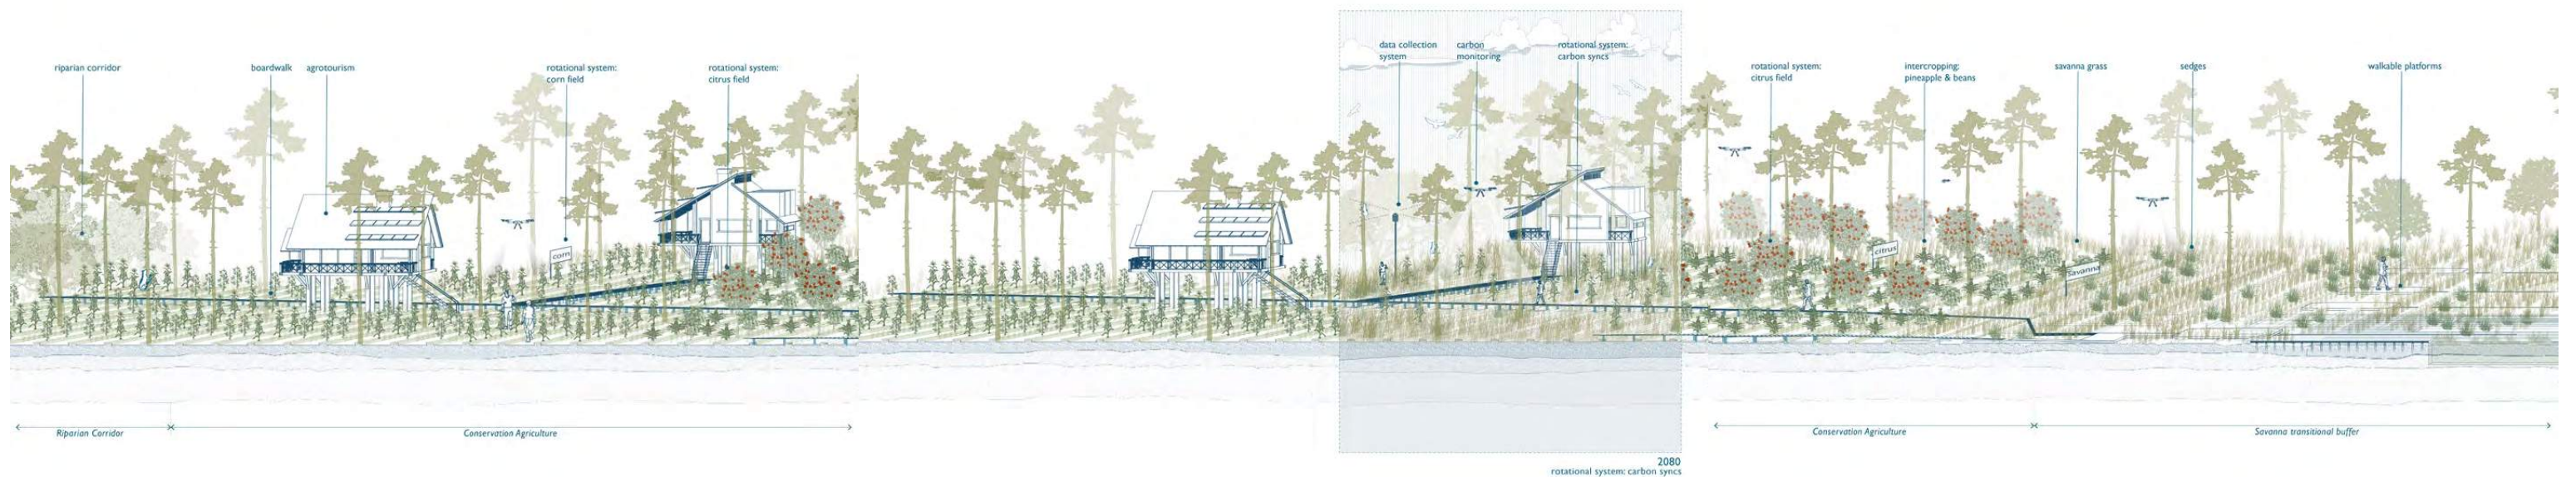 riparian corridor
boardwalk
agrotourism
rotational system:
corn field
rotational system:
citrus field
data collection
system
carbon
monitoring
rotational system:
carbon syncs
rotational system:
citrus field
intercropping:
pineapple & beans
savanna grass
sedges
walkable platforms
corn
citrus
savanna
Riparian Corridor
Conservation Agriculture
Conservation Agriculture
Savanna transitional buffer
2080
rotational system: carbon syncs